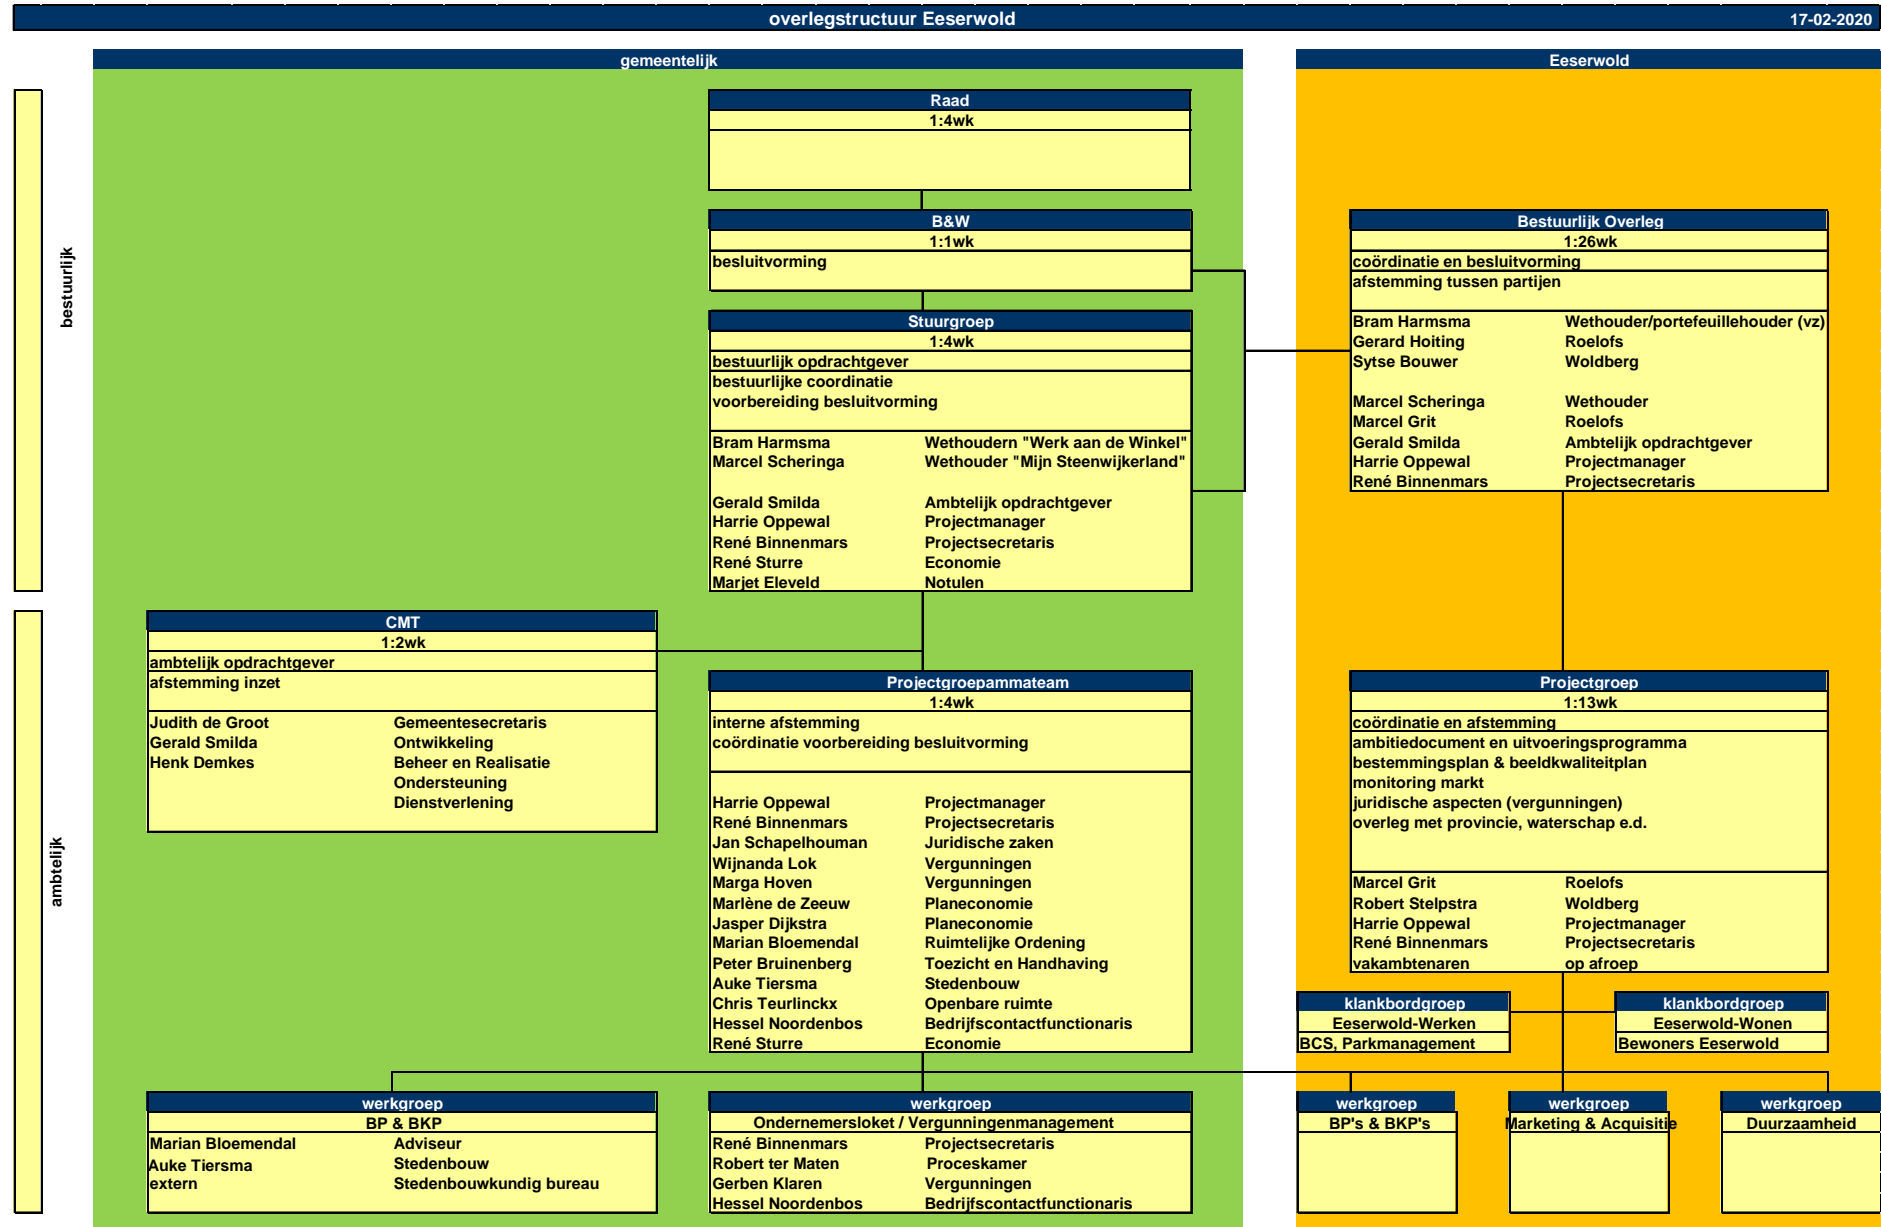 overlegstructuur Eeserwold 17-02-2020
gemeentelijk
Eeserwold
bestuurlijk
ambtelijk
Raad
1:4wk
B&W
1:1wk
besluitvorming
Stuurgroep
1:4wk
bestuurlijk opdrachtgever
bestuurlijke coordinatie
voorbereiding besluitvorming
Bram Harmsma Wethoudern "Werk aan de Winkel"
Marcel Scheringa Wethouder "Mijn Steenwijkerland"
Gerald Smilda Ambtelijk opdrachtgever
Harrie Oppewal Projectmanager
René Binnenmars Projectsecretaris
René Sturre Economie
Marjet Eleveld Notulen
Bestuurlijk Overleg
1:26wk
coördinatie en besluitvorming
afstemming tussen partijen
Bram Harmsma Wethouder/portefeuillehouder (vz)
Gerard Hoiting Roelofs
Sytse Bouwer Woldberg
Marcel Scheringa Wethouder
Marcel Grit Roelofs
Gerald Smilda Ambtelijk opdrachtgever
Harrie Oppewal Projectmanager
René Binnenmars Projectsecretaris
CMT
1:2wk
ambtelijk opdrachtgever
afstemming inzet
Judith de Groot Gemeentesecretaris
Gerald Smilda Ontwikkeling
Henk Demkes Beheer en Realisatie
Ondersteuning
Dienstverlening
Projectgroepammateam
1:4wk
interne afstemming
coördinatie voorbereiding besluitvorming
Harrie Oppewal Projectmanager
René Binnenmars Projectsecretaris
Jan Schapelhouman Juridische zaken
Wijnanda Lok Vergunningen
Marga Hoven Vergunningen
Marlène de Zeeuw Planeconomie
Jasper Dijkstra Planeconomie
Marian Bloemendal Ruimtelijke Ordening
Peter Bruinenberg Toezicht en Handhaving
Auke Tiersma Stedenbouw
Chris Teurlinckx Openbare ruimte
Hessel Noordenbos Bedrijfscontactfunctionaris
René Sturre Economie
Projectgroep
1:13wk
coördinatie en afstemming
ambitiedocument en uitvoeringsprogramma
bestemmingsplan & beeldkwaliteitplan
monitoring markt
juridische aspecten (vergunningen)
overleg met provincie, waterschap e.d.
Marcel Grit Roelofs
Robert Stelpstra Woldberg
Harrie Oppewal Projectmanager
René Binnenmars Projectsecretaris
vakambtenaren op afroep
klankbordgroep
Eeserwold-Werken
BCS, Parkmanagement
klankbordgroep
Eeserwold-Wonen
Bewoners Eeserwold
werkgroep
BP & BKP
Marian Bloemendal Adviseur
Auke Tiersma Stedenbouw
extern Stedenbouwkundig bureau
werkgroep
Ondernemersloket / Vergunningenmanagement
René Binnenmars Projectsecretaris
Robert ter Maten Proceskamer
Gerben Klaren Vergunningen
Hessel Noordenbos Bedrijfscontactfunctionaris
werkgroep
BP's & BKP's
werkgroep
Marketing & Acquisitie
werkgroep
Duurzaamheid